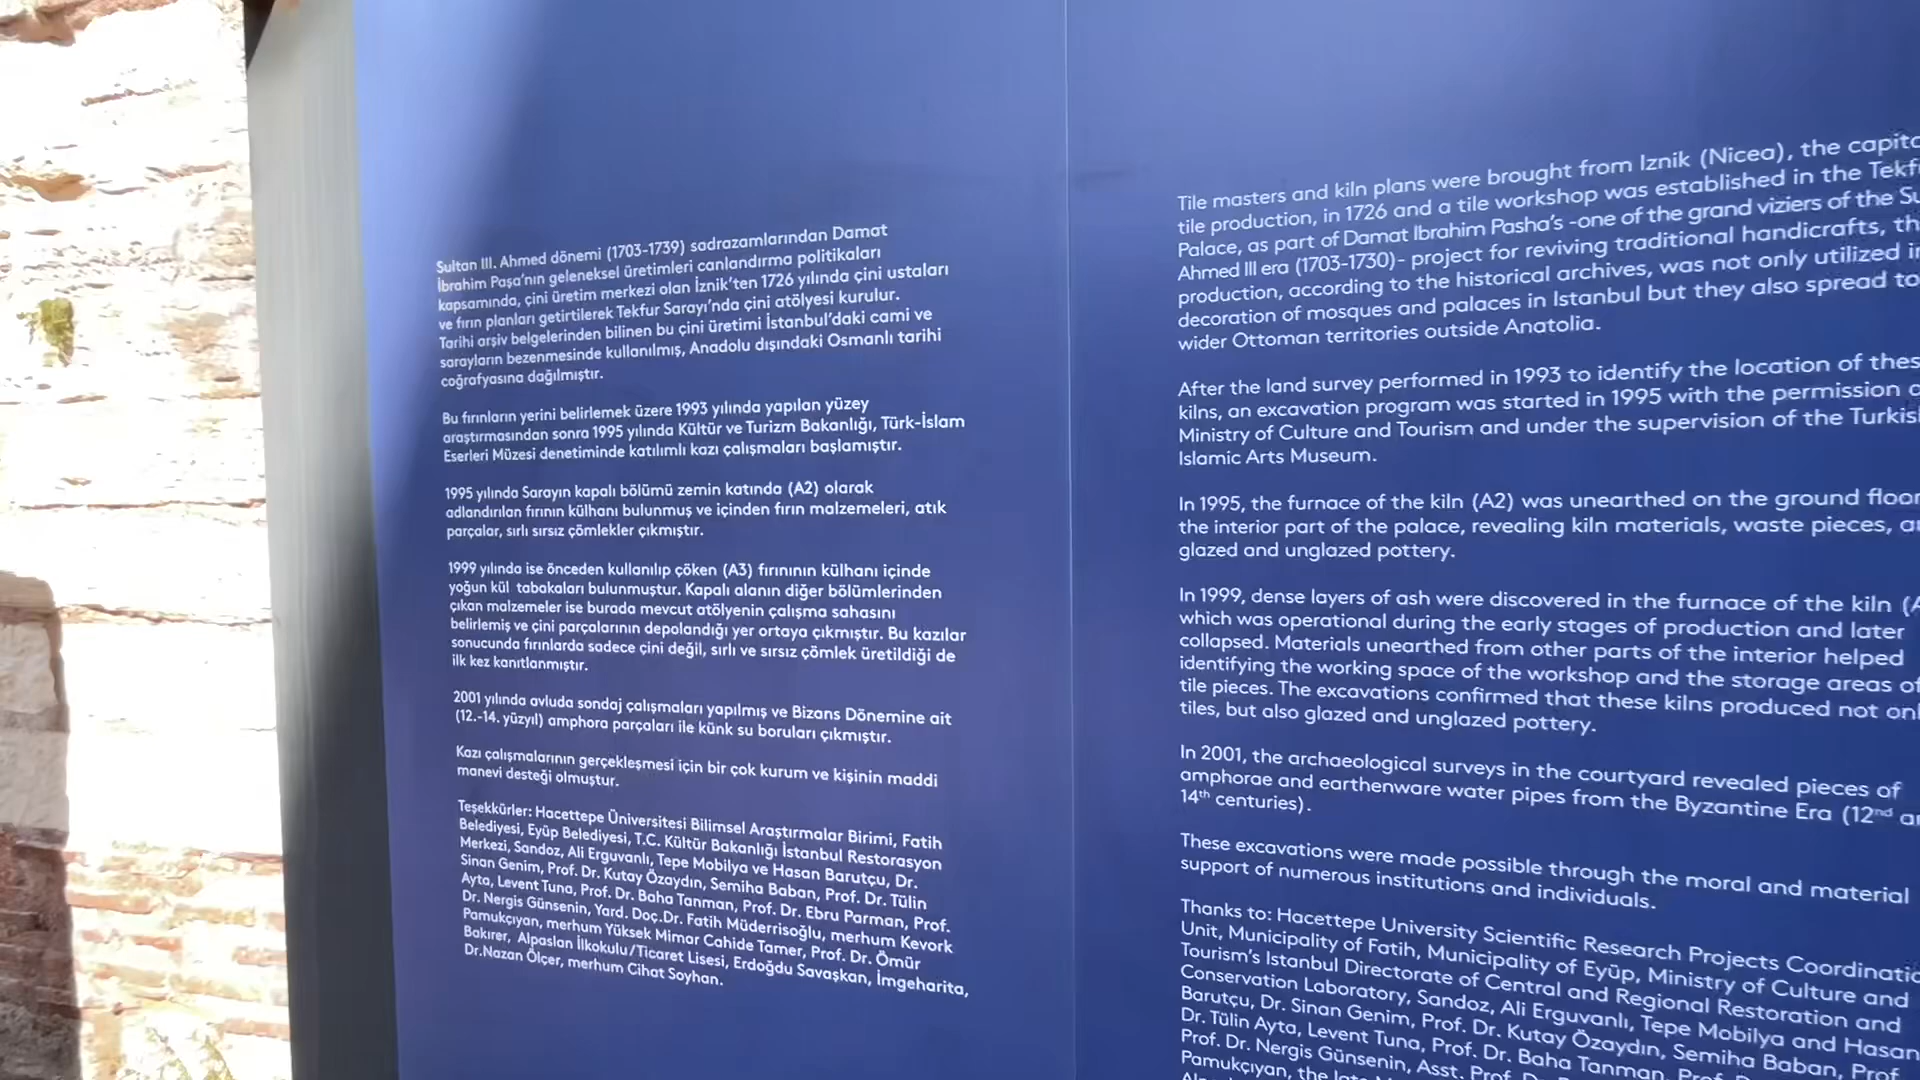 Sultan III. Ahmed dönemi (1703-1739) sadrazamlarından Damat
İbrahim Paşa'nın geleneksel üretimleri canlandırma politikaları
kapsamında, çini üretim merkezi olan İznik'ten 1726 yılında çini ustaları
ve fırın planları getirtilerek Tekfur Sarayı'nda çini atölyesi kurulur.
Tarihi arşiv belgelerinden bilinen bu çini üretimi İstanbul'daki cami ve
sarayların bezenmesinde kullanılmış, Anadolu dışındaki Osmanlı tarihi
coğrafyasına dağılmıştır.
Bu fırınların yerini belirlemek üzere 1993 yılında yapılan yüzey
araştırmasından sonra 1995 yılında Kültür ve Turizm Bakanlığı, Türk-İslam
Eserleri Müzesi denetiminde katılımlı kazı çalışmaları başlamıştır.
1995 yılında Sarayın kapalı bölümü zemin katında (A2) olarak
adlandırılan fırının külhanı bulunmuş ve içinden fırın malzemeleri, atık
parçalar, sırlı sırsız çömlekler çıkmıştır.
1999 yılında ise önceden kullanılıp çöken (A3) fırınının külhanı içinde
yoğun kül tabakaları bulunmuştur. Kapalı alanın diğer bölümlerinden
çıkan malzemeler ise burada mevcut atölyenin çalışma sahasını
belirlemiş ve çini parçalarının depolandığı yer ortaya çıkmıştır. Bu kazılar
sonucunda fırınlarda sadece çini değil, sırlı ve sırsız çömlek üretildiği de
ilk kez kanıtlanmıştır.
2001 yılında avluda sondaj çalışmaları yapılmış ve Bizans Dönemine ait
(12.-14. yüzyıl) amphora parçaları ile künk su boruları çıkmıştır.
Kazı çalışmalarının gerçekleşmesi için bir çok kurum ve kişinin maddi
manevi desteği olmuştur.
Teşekkürler: Hacettepe Üniversitesi Bilimsel Araştırmalar Birimi, Fatih
Belediyesi, Eyüp Belediyesi, T.C. Kültür Bakanlığı İstanbul Restorasyon
Merkezi, Sandoz, Ali Erguvanlı, Tepe Mobilya ve Hasan Barutçu, Dr.
Sinan Genim, Prof. Dr. Kutay Özaydın, Semiha Baban, Prof. Dr. Tülin
Ayta, Levent Tuna, Prof. Dr. Baha Tanman, Prof. Dr. Ebru Parman, Prof.
Dr. Nergis Günsenin, Yard. Doç.Dr. Fatih Müderrisoğlu, merhum Kevork
Pamukçıyan, merhum Yüksek Mimar Cahide Tamer, Prof. Dr. Ömür
Bakırer, Alpaslan İlkokulu/Ticaret Lisesi, Erdoğdu Savaşkan, İmgeharita,
Dr.Nazan Ölçer, merhum Cihat Soyhan.
Tile masters and kiln plans were brought from Iznik (Nicea), the
tile production, in 1726 and a tile workshop was established in the
Palace, as part of Damat Ibrahim Pasha's -one of the grand viziers of the
Ahmed III era (1703-1730)- project for reviving traditional handicrafts,
production, according to the historical archives, was not only utilized
decoration of mosques and palaces in Istanbul but they also spread to
wider Ottoman territories outside Anatolia.
After the land survey performed in 1993 to identify the location of
kilns, an excavation program was started in 1995 with the permission
Ministry of Culture and Tourism and under the supervision of the
Islamic Arts Museum.
In 1995, the furnace of the kiln (A2) was unearthed on the ground floor
the interior part of the palace, revealing kiln materials, waste pieces,
glazed and unglazed pottery.
In 1999, dense layers of ash were discovered in the furnace of the kiln
which was operational during the early stages of production and later
collapsed. Materials unearthed from other parts of the interior helped
identifying the working space of the workshop and the storage areas of
tile pieces. The excavations confirmed that these kilns produced not
tiles, but also glazed and unglazed pottery.
In 2001, the archaeological surveys in the courtyard revealed pieces of
amphorae and earthenware water pipes from the Byzantine Era (12nd
14th centuries).
These excavations were made possible through the moral and material
support of numerous institutions and individuals.
Thanks to: Hacettepe University Scientific Research Projects
Unit, Municipality of Fatih, Municipality of Eyüp, Ministry of Culture and
Tourism's Istanbul Directorate of Central and Regional Restoration and
Conservation Laboratory, Sandoz, Ali Erguvanlı, Tepe Mobilya and Hasan
Barutçu, Dr. Sinan Genim, Prof. Dr. Kutay Özaydın, Semiha Baban, Prof
Dr. Tülin Ayta, Levent Tuna, Prof. Dr. Baha Tanman,
Prof. Dr. Nergis Günsenin, Asst. Prof.
Pamukçıyan, the